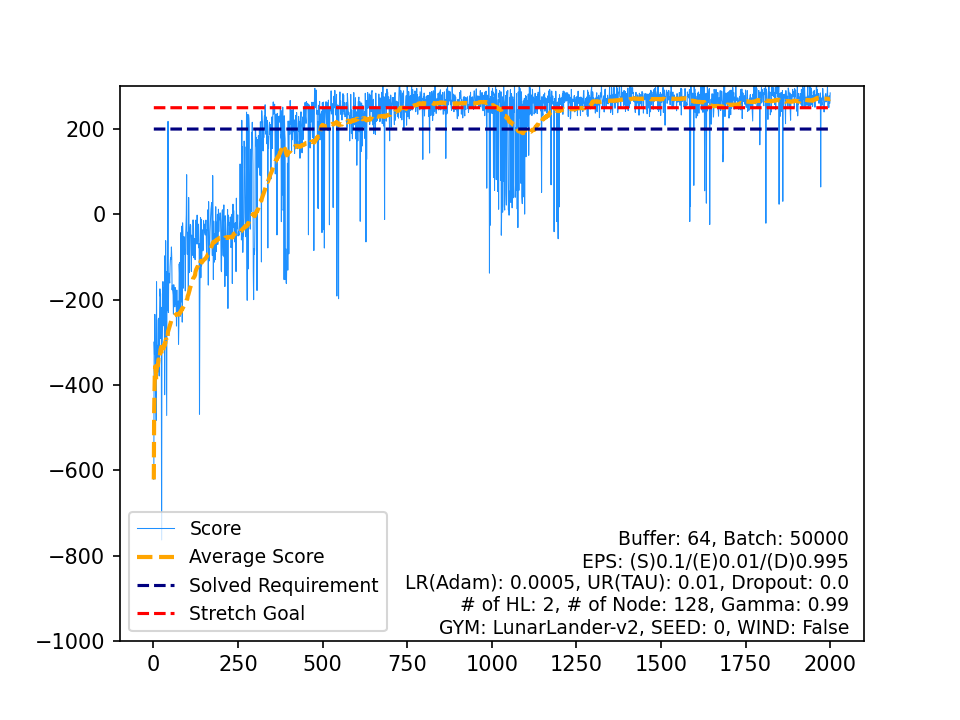 200
0
−200
−400
−600
−800
−1000
Score
Average Score
Solved Requirement
Stretch Goal
Buffer: 64, Batch: 50000
EPS: (S)0.1/(E)0.01/(D)0.995
LR(Adam): 0.0005, UR(TAU): 0.01, Dropout: 0.0
# of HL: 2, # of Node: 128, Gamma: 0.99
GYM: LunarLander-v2, SEED: 0, WIND: False
0 250 500 750 1000 1250 1500 1750 2000